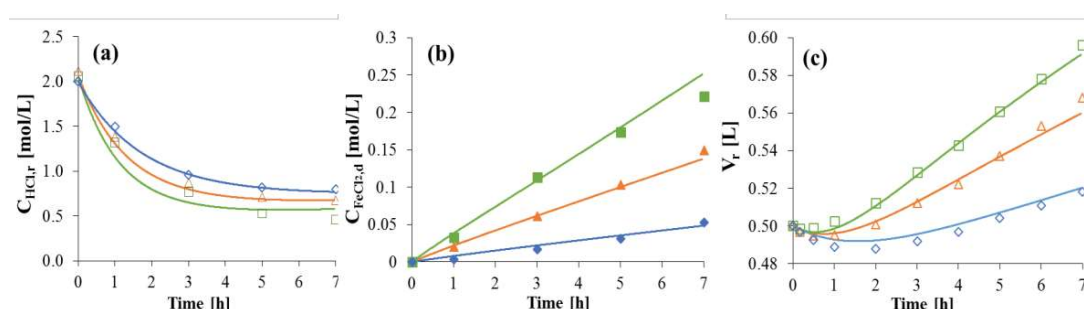 (a)
C_HCl,r [mol/L]
2.5
2.0
1.5
1.0
0.5
0.0
0 1 2 3 4 5 6 7
Time [h]
(b)
C_FeCl2,d [mol/L]
0.3
0.25
0.2
0.15
0.1
0.05
0
0 1 2 3 4 5 6 7
Time [h]
(c)
V_r [L]
0.60
0.58
0.56
0.54
0.52
0.50
0.48
0 1 2 3 4 5 6 7
Time [h]